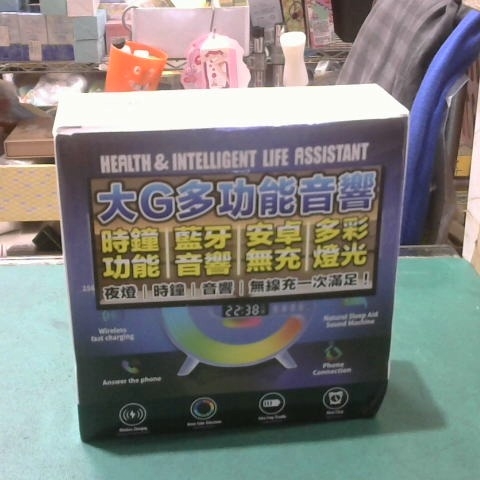 HEALTH & INTELLIGENT LIFE ASSISTANT
大G多功能音響
時鐘 藍牙 安卓 多彩
功能 音響 無充 燈光
夜燈 | 時鐘 | 音響 | 無線充一次滿足！
22:38
Wireless
fast charging
Natural Sleep Aid
Sound Machine
Answer the phone
Phone
Connection
Wireless Charging